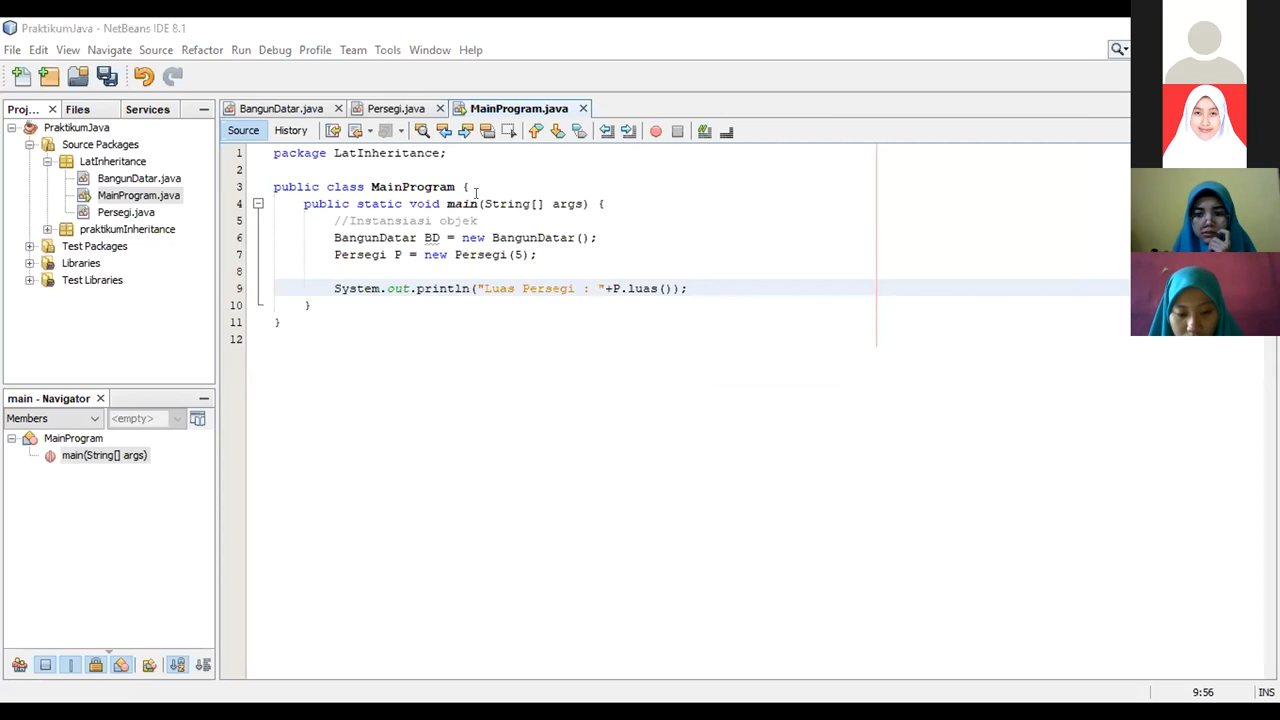 PraktikumJava - NetBeans IDE 8.1
File Edit View Navigate Source Refactor Run Debug Profile Team Tools Window Help
Proj... Files Services
BangunDatar.java Persegi.java MainProgram.java
Source History
PraktikumJava
Source Packages
LatInheritance
BangunDatar.java
MainProgram.java
Persegi.java
praktikumInheritance
Test Packages
Libraries
Test Libraries
1 package LatInheritance;
2
3 public class MainProgram {
4 public static void main(String[] args) {
5 //Instansiasi objek
6 BangunDatar BD = new BangunDatar();
7 Persegi P = new Persegi(5);
8
9 System.out.println("Luas Persegi : "+P.luas());
10 }
11 }
12
main - Navigator
Members <empty>
MainProgram
main(String[] args)
9:56 INS